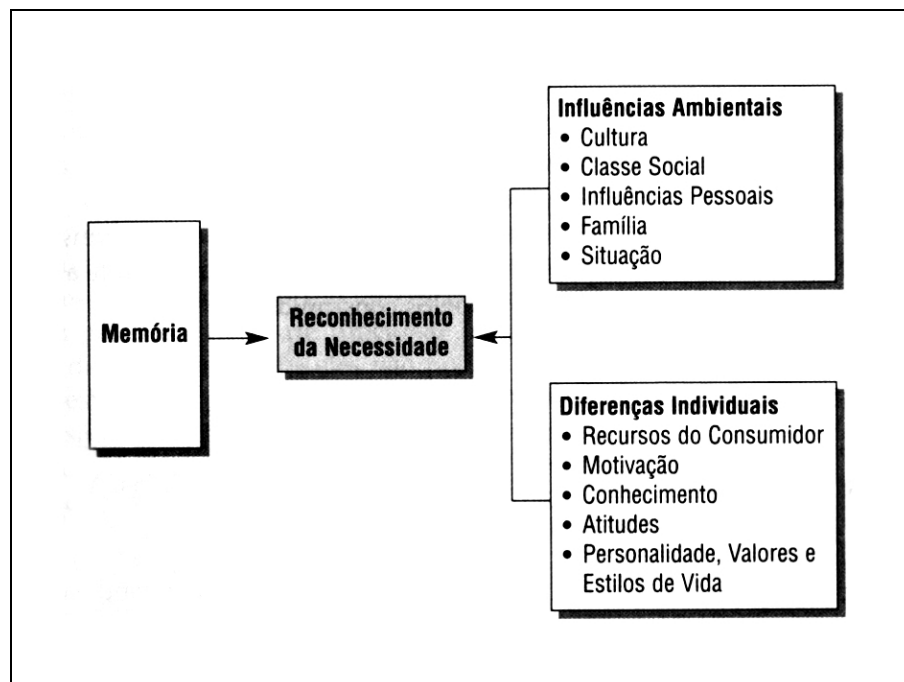 Memória
Reconhecimento
da Necessidade
Influências Ambientais
• Cultura
• Classe Social
• Influências Pessoais
• Família
• Situação
Diferenças Individuais
• Recursos do Consumidor
• Motivação
• Conhecimento
• Atitudes
• Personalidade, Valores e
Estilos de Vida